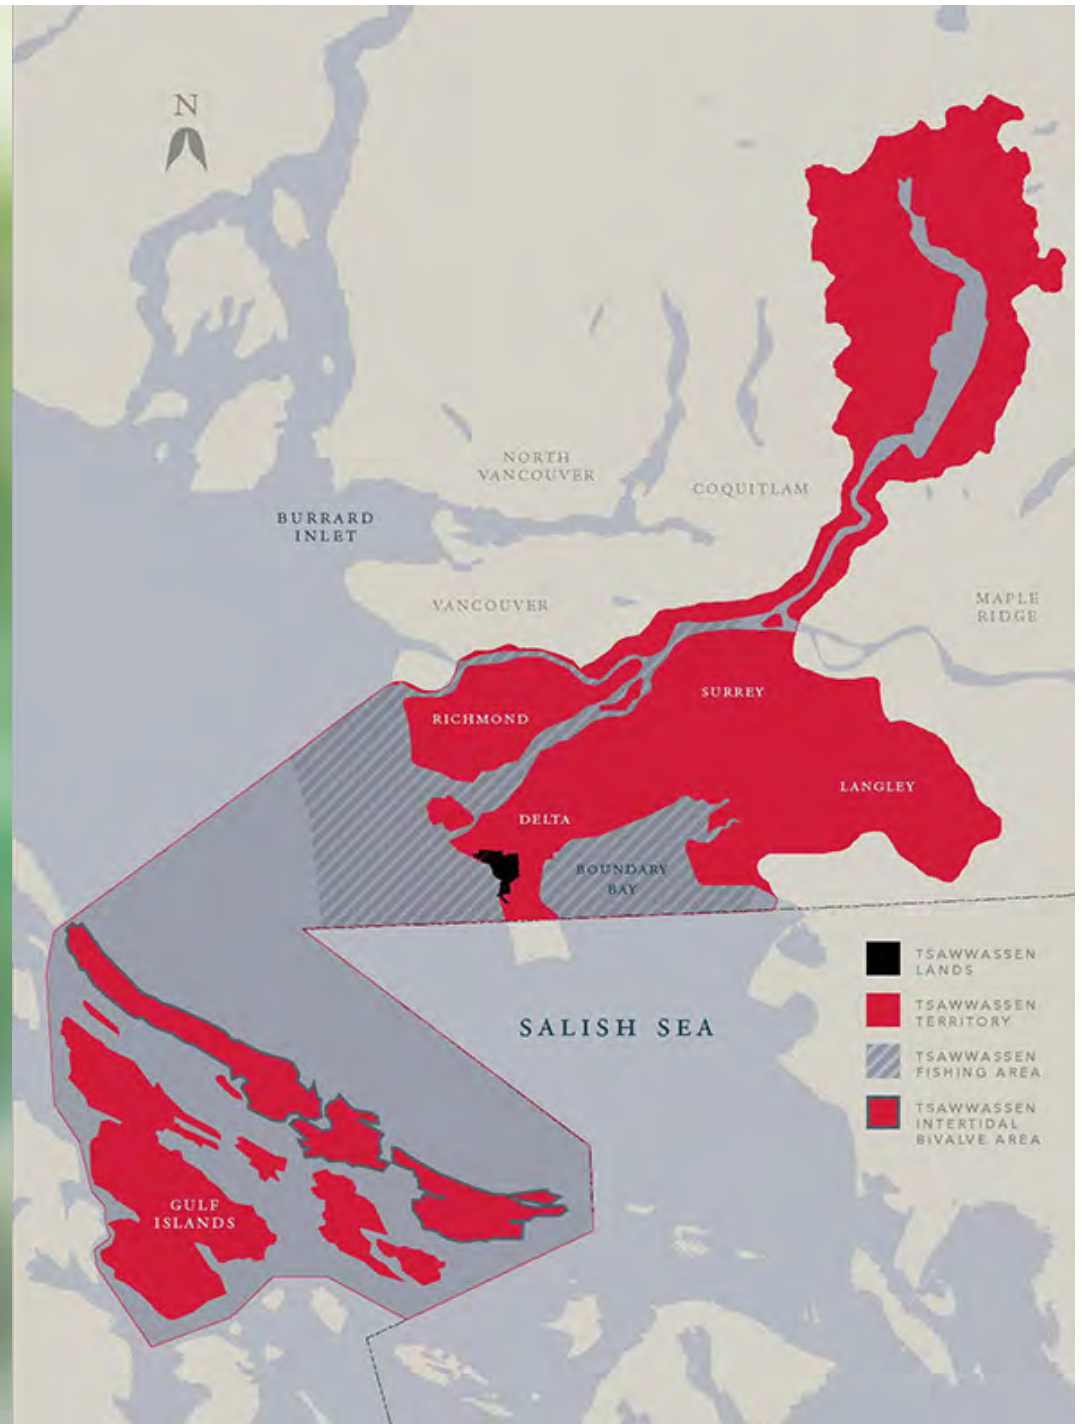 N
NORTH
VANCOUVER
COQUITLAM
BURRARD
INLET
VANCOUVER
MAPLE
RIDGE
SURREY
RICHMOND
LANGLEY
DELTA
BOUNDARY
BAY
SALISH SEA
TSAWWASSEN
LANDS
TSAWWASSEN
TERRITORY
TSAWWASSEN
FISHING AREA
TSAWWASSEN
INTERTIDAL
BIVALVE AREA
GULF
ISLANDS